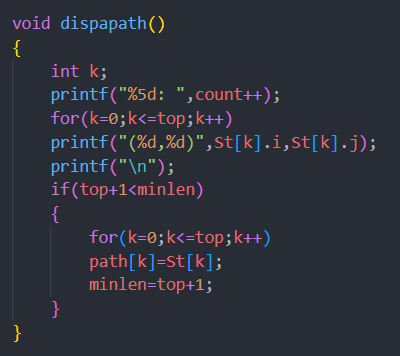 void dispapath()
{
    int k;
    printf("%5d: ",count++);
    for(k=0;k<=top;k++)
    printf("(%d,%d)",St[k].i,St[k].j);
    printf("\n");
    if(top+1<minlen)
    {
        for(k=0;k<=top;k++)
        path[k]=St[k];
        minlen=top+1;
    }
}